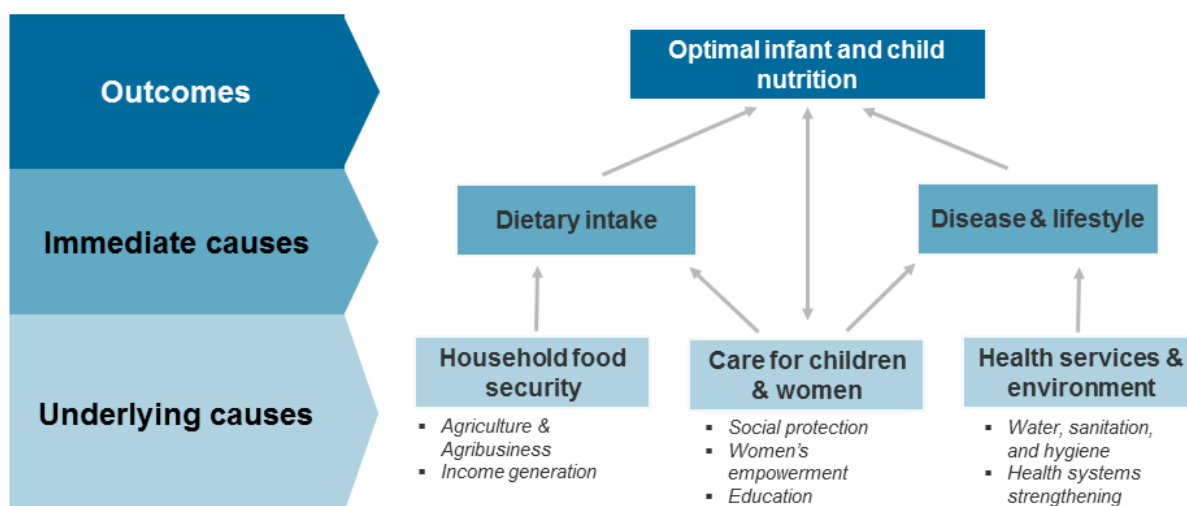 Outcomes
Optimal infant and child
nutrition
Immediate causes
Dietary intake
Disease & lifestyle
Underlying causes
Household food
security
▪ Agriculture &
Agribusiness
▪ Income generation
Care for children
& women
▪ Social protection
▪ Women's
empowerment
▪ Education
Health services &
environment
▪ Water, sanitation,
and hygiene
▪ Health systems
strengthening